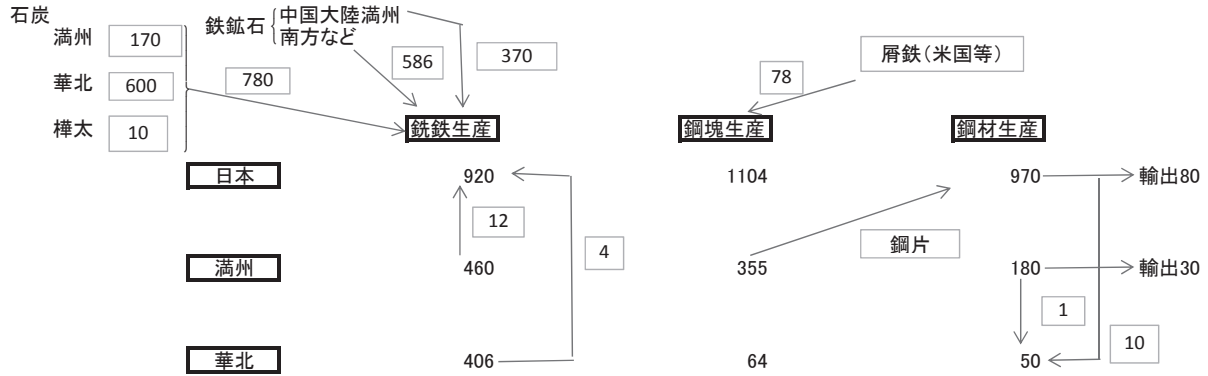 石炭
満州 170
華北 600
樺太 10
780
鉄鉱石 中国大陸満州
南方など
586
370
78
屑鉄(米国等)
銑鉄生産 鋼塊生産 鋼材生産
日本 920 1104 970 輸出80
12
4
鋼片
満州 460 355 180 輸出30
1
10
華北 406 64 50